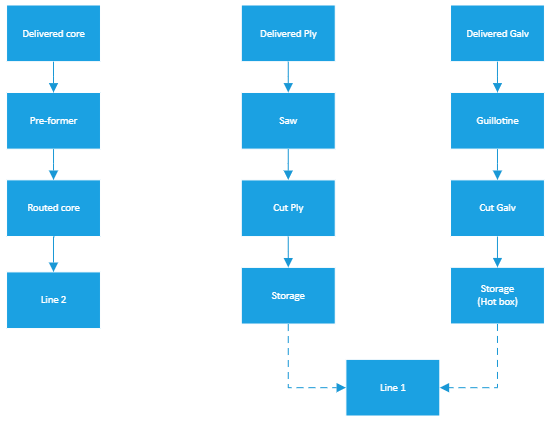 Delivered core
Delivered Ply
Delivered Galv
Pre-former
Saw
Guillotine
Routed core
Cut Ply
Cut Galv
Line 2
Storage
Storage
(Hot box)
Line 1